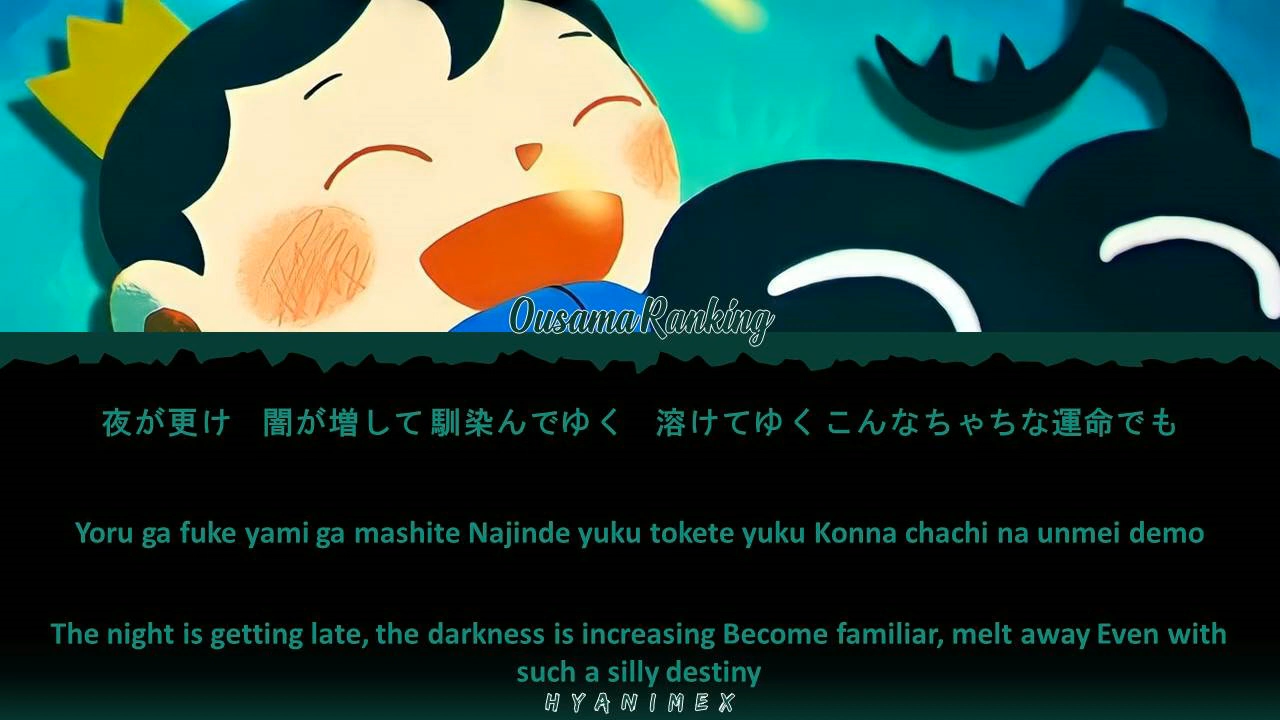 Ousama Ranking
夜が更け　闇が増して 馴染んでゆく　溶けてゆく こんなちゃちな運命でも
Yoru ga fuke yami ga mashite Najinde yuku tokete yuku Konna chachi na unmei demo
The night is getting late, the darkness is increasing Become familiar, melt away Even with
such a silly destiny
HYANIMEX